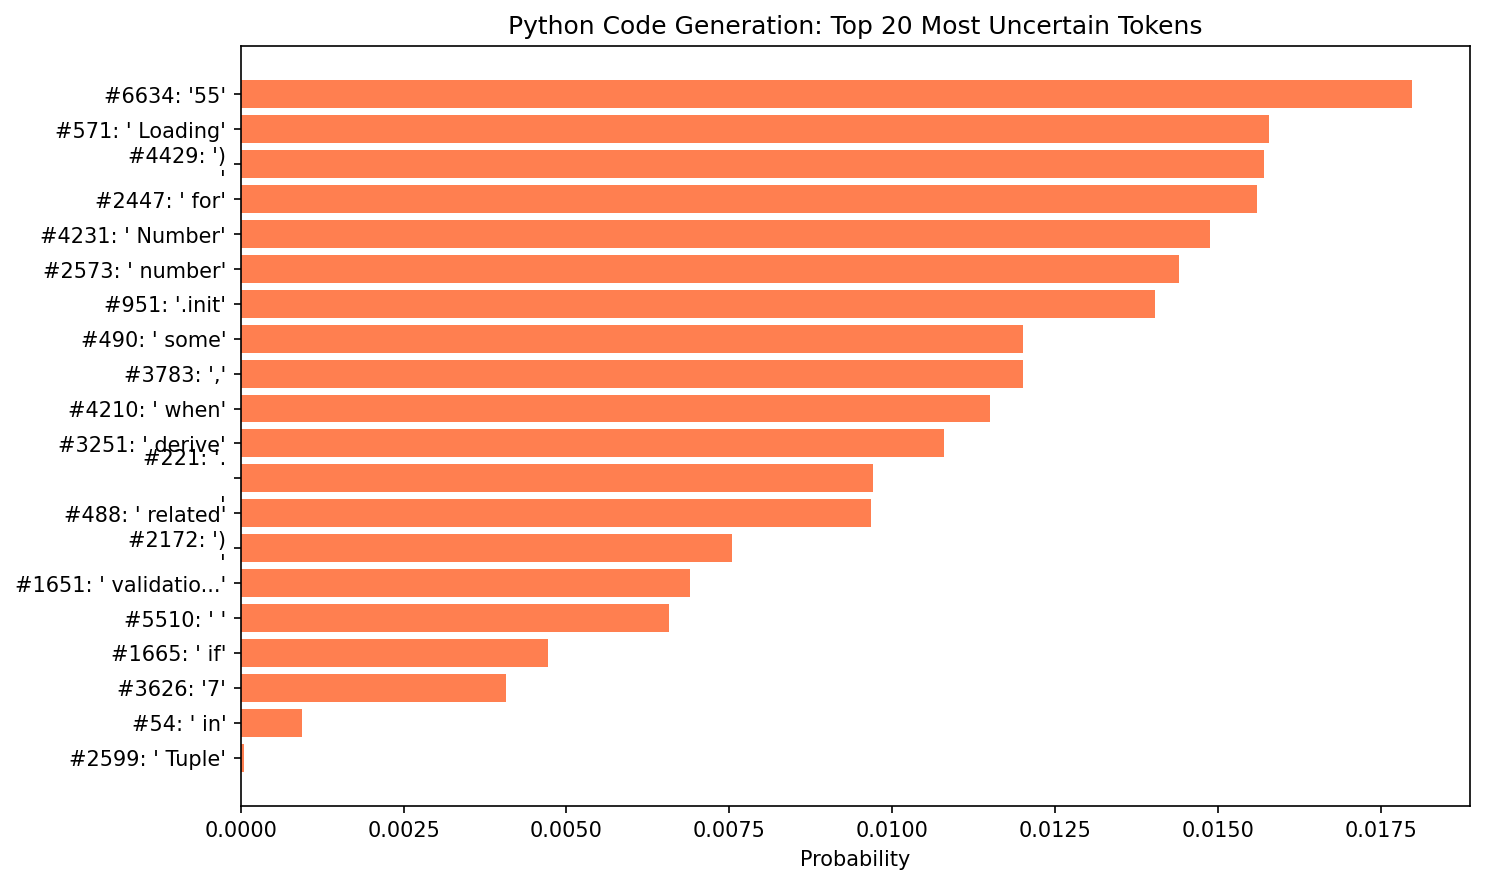 Python Code Generation: Top 20 Most Uncertain Tokens
#6634: '55'
#571: ' Loading'
#4429: ')
'
#2447: ' for'
#4231: ' Number'
#2573: ' number'
#951: '.init'
#490: ' some'
#3783: ','
#4210: ' when'
#3251: ' derive'
#221: '.
'
#488: ' related'
#2172: ')
'
#1651: ' validatio...'
#5510: ' '
#1665: ' if'
#3626: '7'
#54: ' in'
#2599: ' Tuple'
0.0000 0.0025 0.0050 0.0075 0.0100 0.0125 0.0150 0.0175
Probability